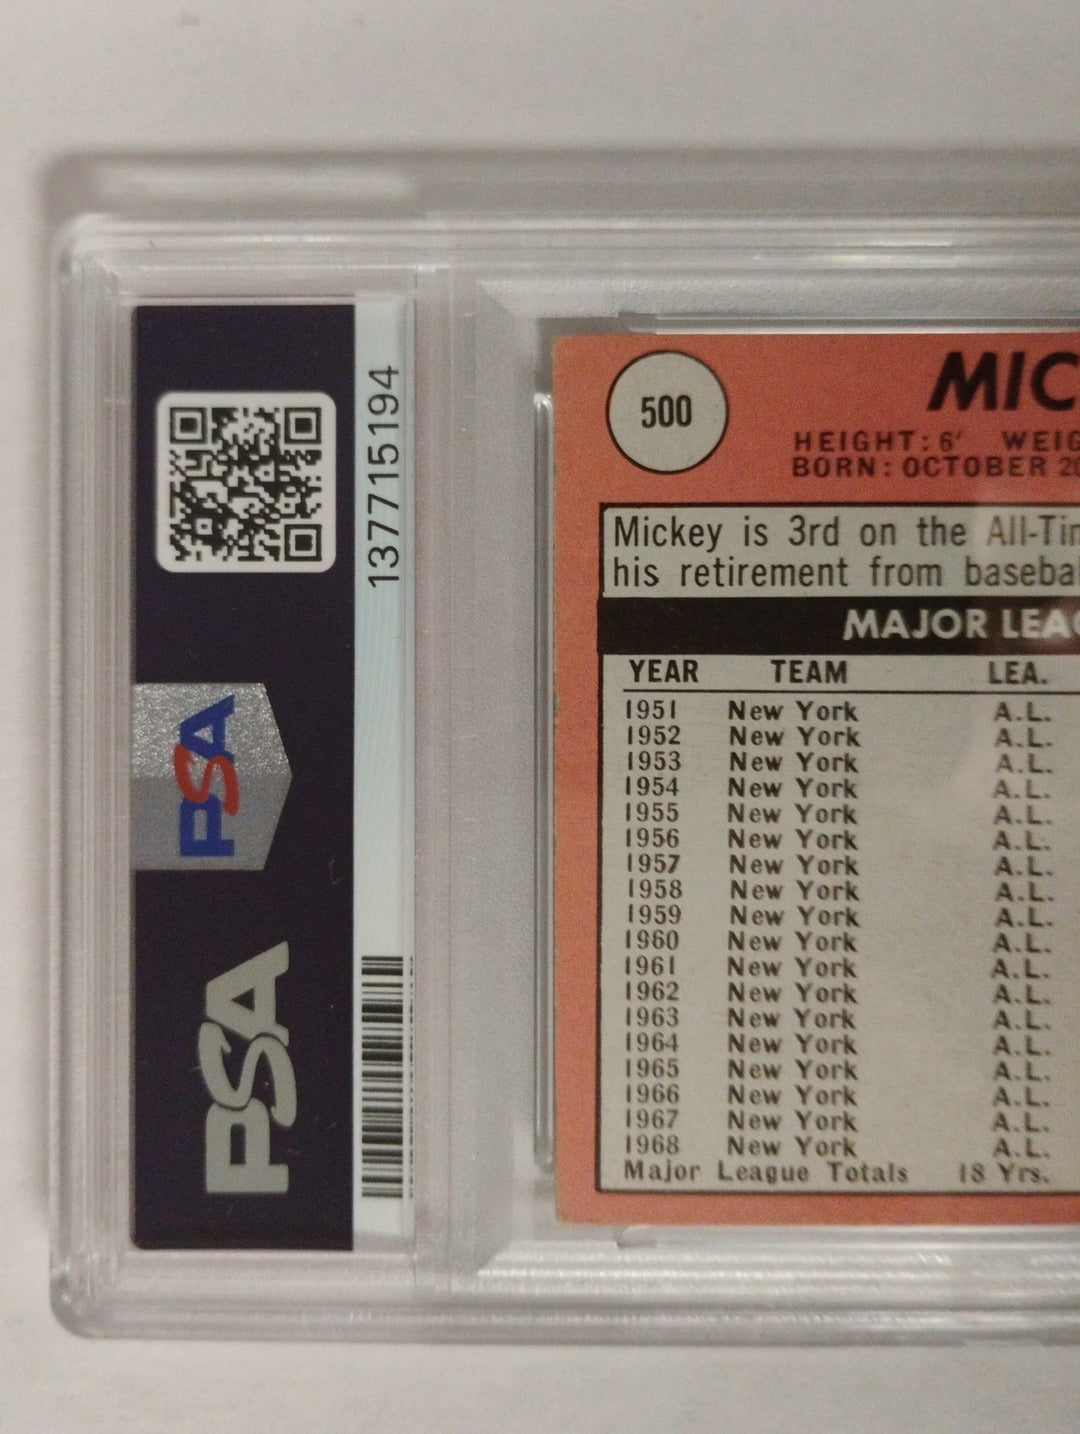 137715194
PSA
PSA
500
MIC
HEIGHT: 6' WEIG
BORN: OCTOBER 20
Mickey is 3rd on the All-Tim
his retirement from basebal
MAJOR LEAG
YEAR TEAM LEA.
1951 New York A.L.
1952 New York A.L.
1953 New York A.L.
1954 New York A.L.
1955 New York A.L.
1956 New York A.L.
1957 New York A.L.
1958 New York A.L.
1959 New York A.L.
1960 New York A.L.
1961 New York A.L.
1962 New York A.L.
1963 New York A.L.
1964 New York A.L.
1965 New York A.L.
1966 New York A.L.
1967 New York A.L.
1968 New York A.L.
Major League Totals 18 Yrs.